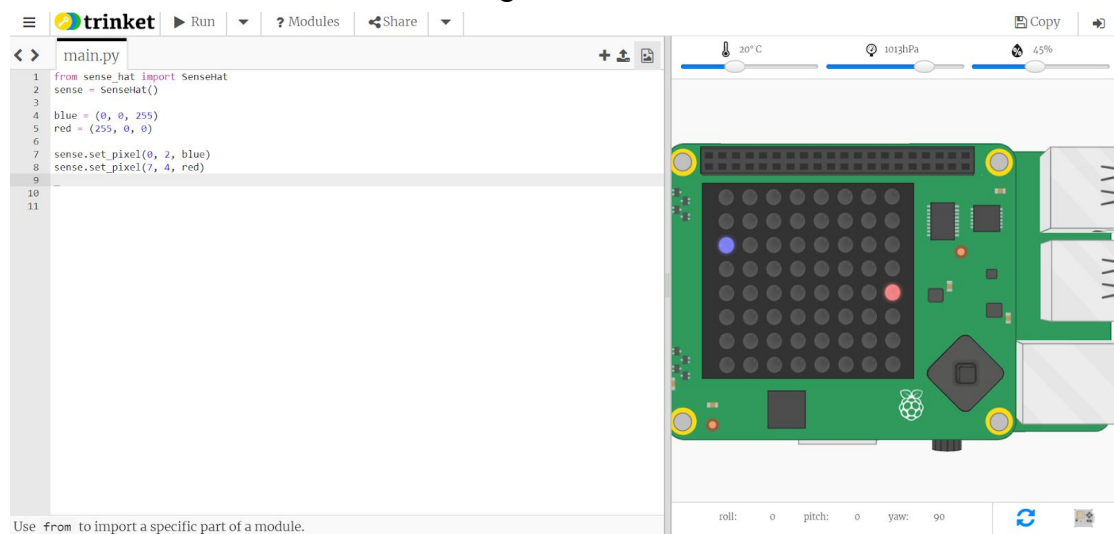 trinket Run ? Modules Share Copy
main.py
20° C 1013hPa 45%
1 from sense_hat import SenseHat
2 sense = SenseHat()
3
4 blue = (0, 0, 255)
5 red = (255, 0, 0)
6
7 sense.set_pixel(0, 2, blue)
8 sense.set_pixel(7, 4, red)
9
10
11
roll: 0 pitch: 0 yaw: 90
Use from to import a specific part of a module.